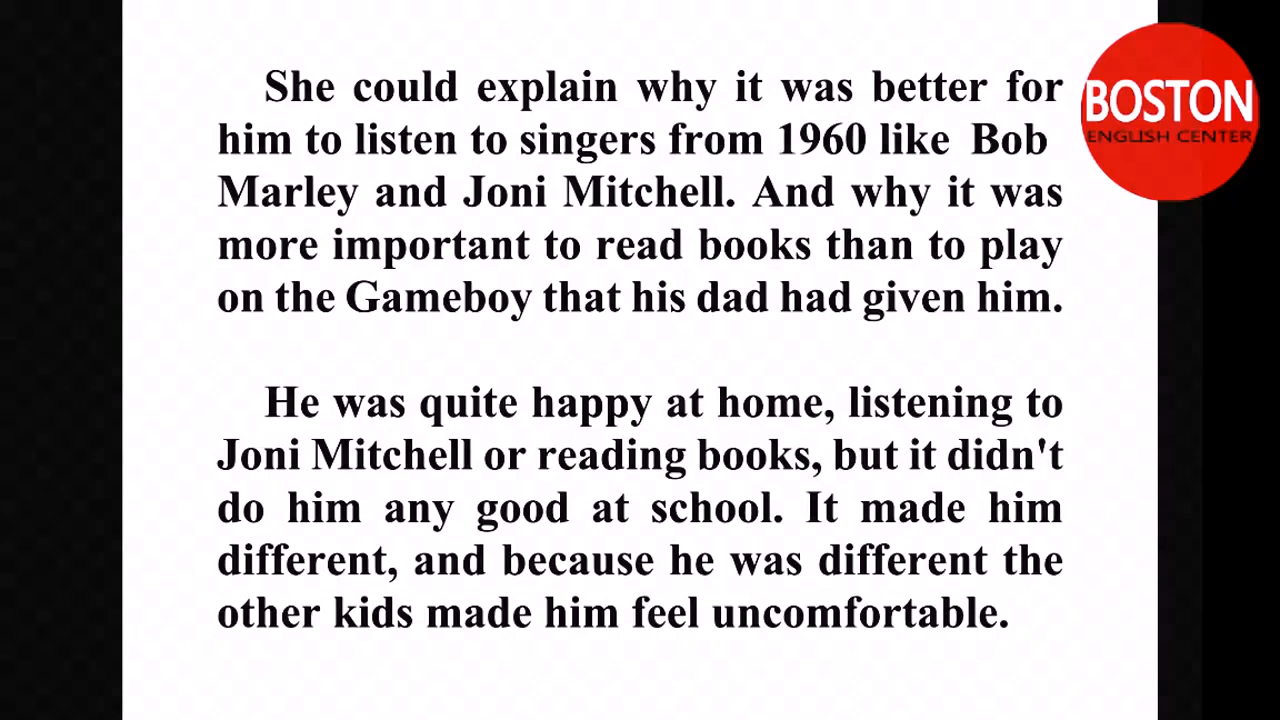 She could explain why it was better for
him to listen to singers from 1960 like Bob
Marley and Joni Mitchell. And why it was
more important to read books than to play
on the Gameboy that his dad had given him.
He was quite happy at home, listening to
Joni Mitchell or reading books, but it didn't
do him any good at school. It made him
different, and because he was different the
other kids made him feel uncomfortable.
BOSTON
ENGLISH CENTER